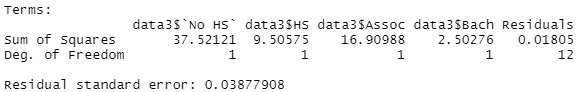 Terms:
data3$`No HS` data3$HS data3$Assoc data3$Bach Residuals
Sum of Squares 37.52121 9.50575 16.90988 2.50276 0.01805
Deg. of Freedom 1 1 1 1 12
Residual standard error: 0.03877908